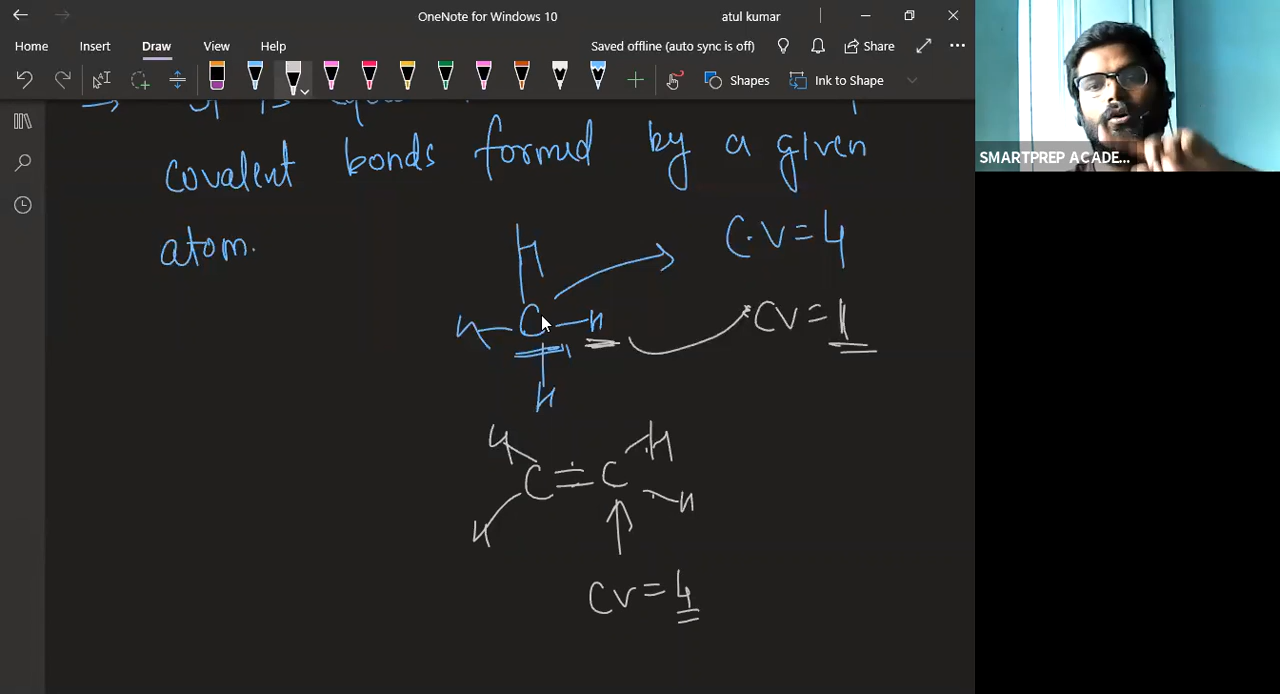 OneNote for Windows 10
atul kumar
Home Insert Draw View Help
Saved offline (auto sync is off)
Share
Shapes
Ink to Shape
SMARTPREP ACADE...
covalent bonds formed by a given
atom.
H
C.V = 4
H C H
CV = 1
H
H H
C = C
H H
CV = 4